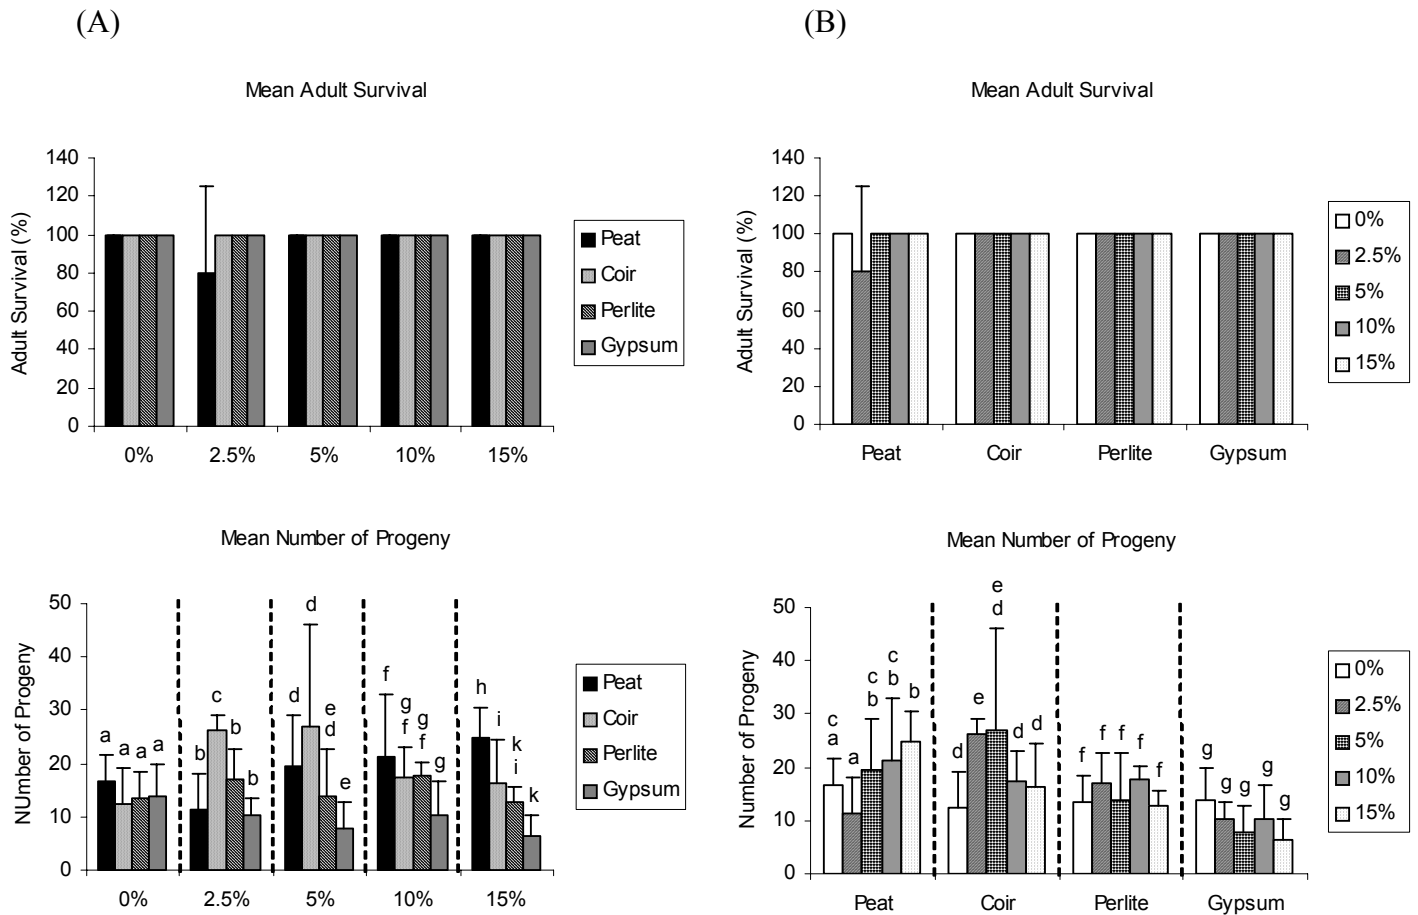 (A)
(B)
Mean Adult Survival
140
120
100
80
60
40
20
0
Adult Survival (%)
0%
2.5%
5%
10%
15%
Peat
Coir
Perlite
Gypsum
Mean Adult Survival
140
120
100
80
60
40
20
0
Adult Survival (%)
Peat
Coir
Perlite
Gypsum
0%
2.5%
5%
10%
15%
Mean Number of Progeny
50
40
30
20
10
0
NUmber of Progeny
a
a
a
a
b
c
b
b
d
d
e
d
e
f
g
f
g
f
g
h
i
k
i
k
0%
2.5%
5%
10%
15%
Peat
Coir
Perlite
Gypsum
Mean Number of Progeny
50
40
30
20
10
0
Number of Progeny
c
a
a
c
b
c
b
b
d
e
e
d
d
d
f
f
f
f
f
g
g
g
g
g
Peat
Coir
Perlite
Gypsum
0%
2.5%
5%
10%
15%